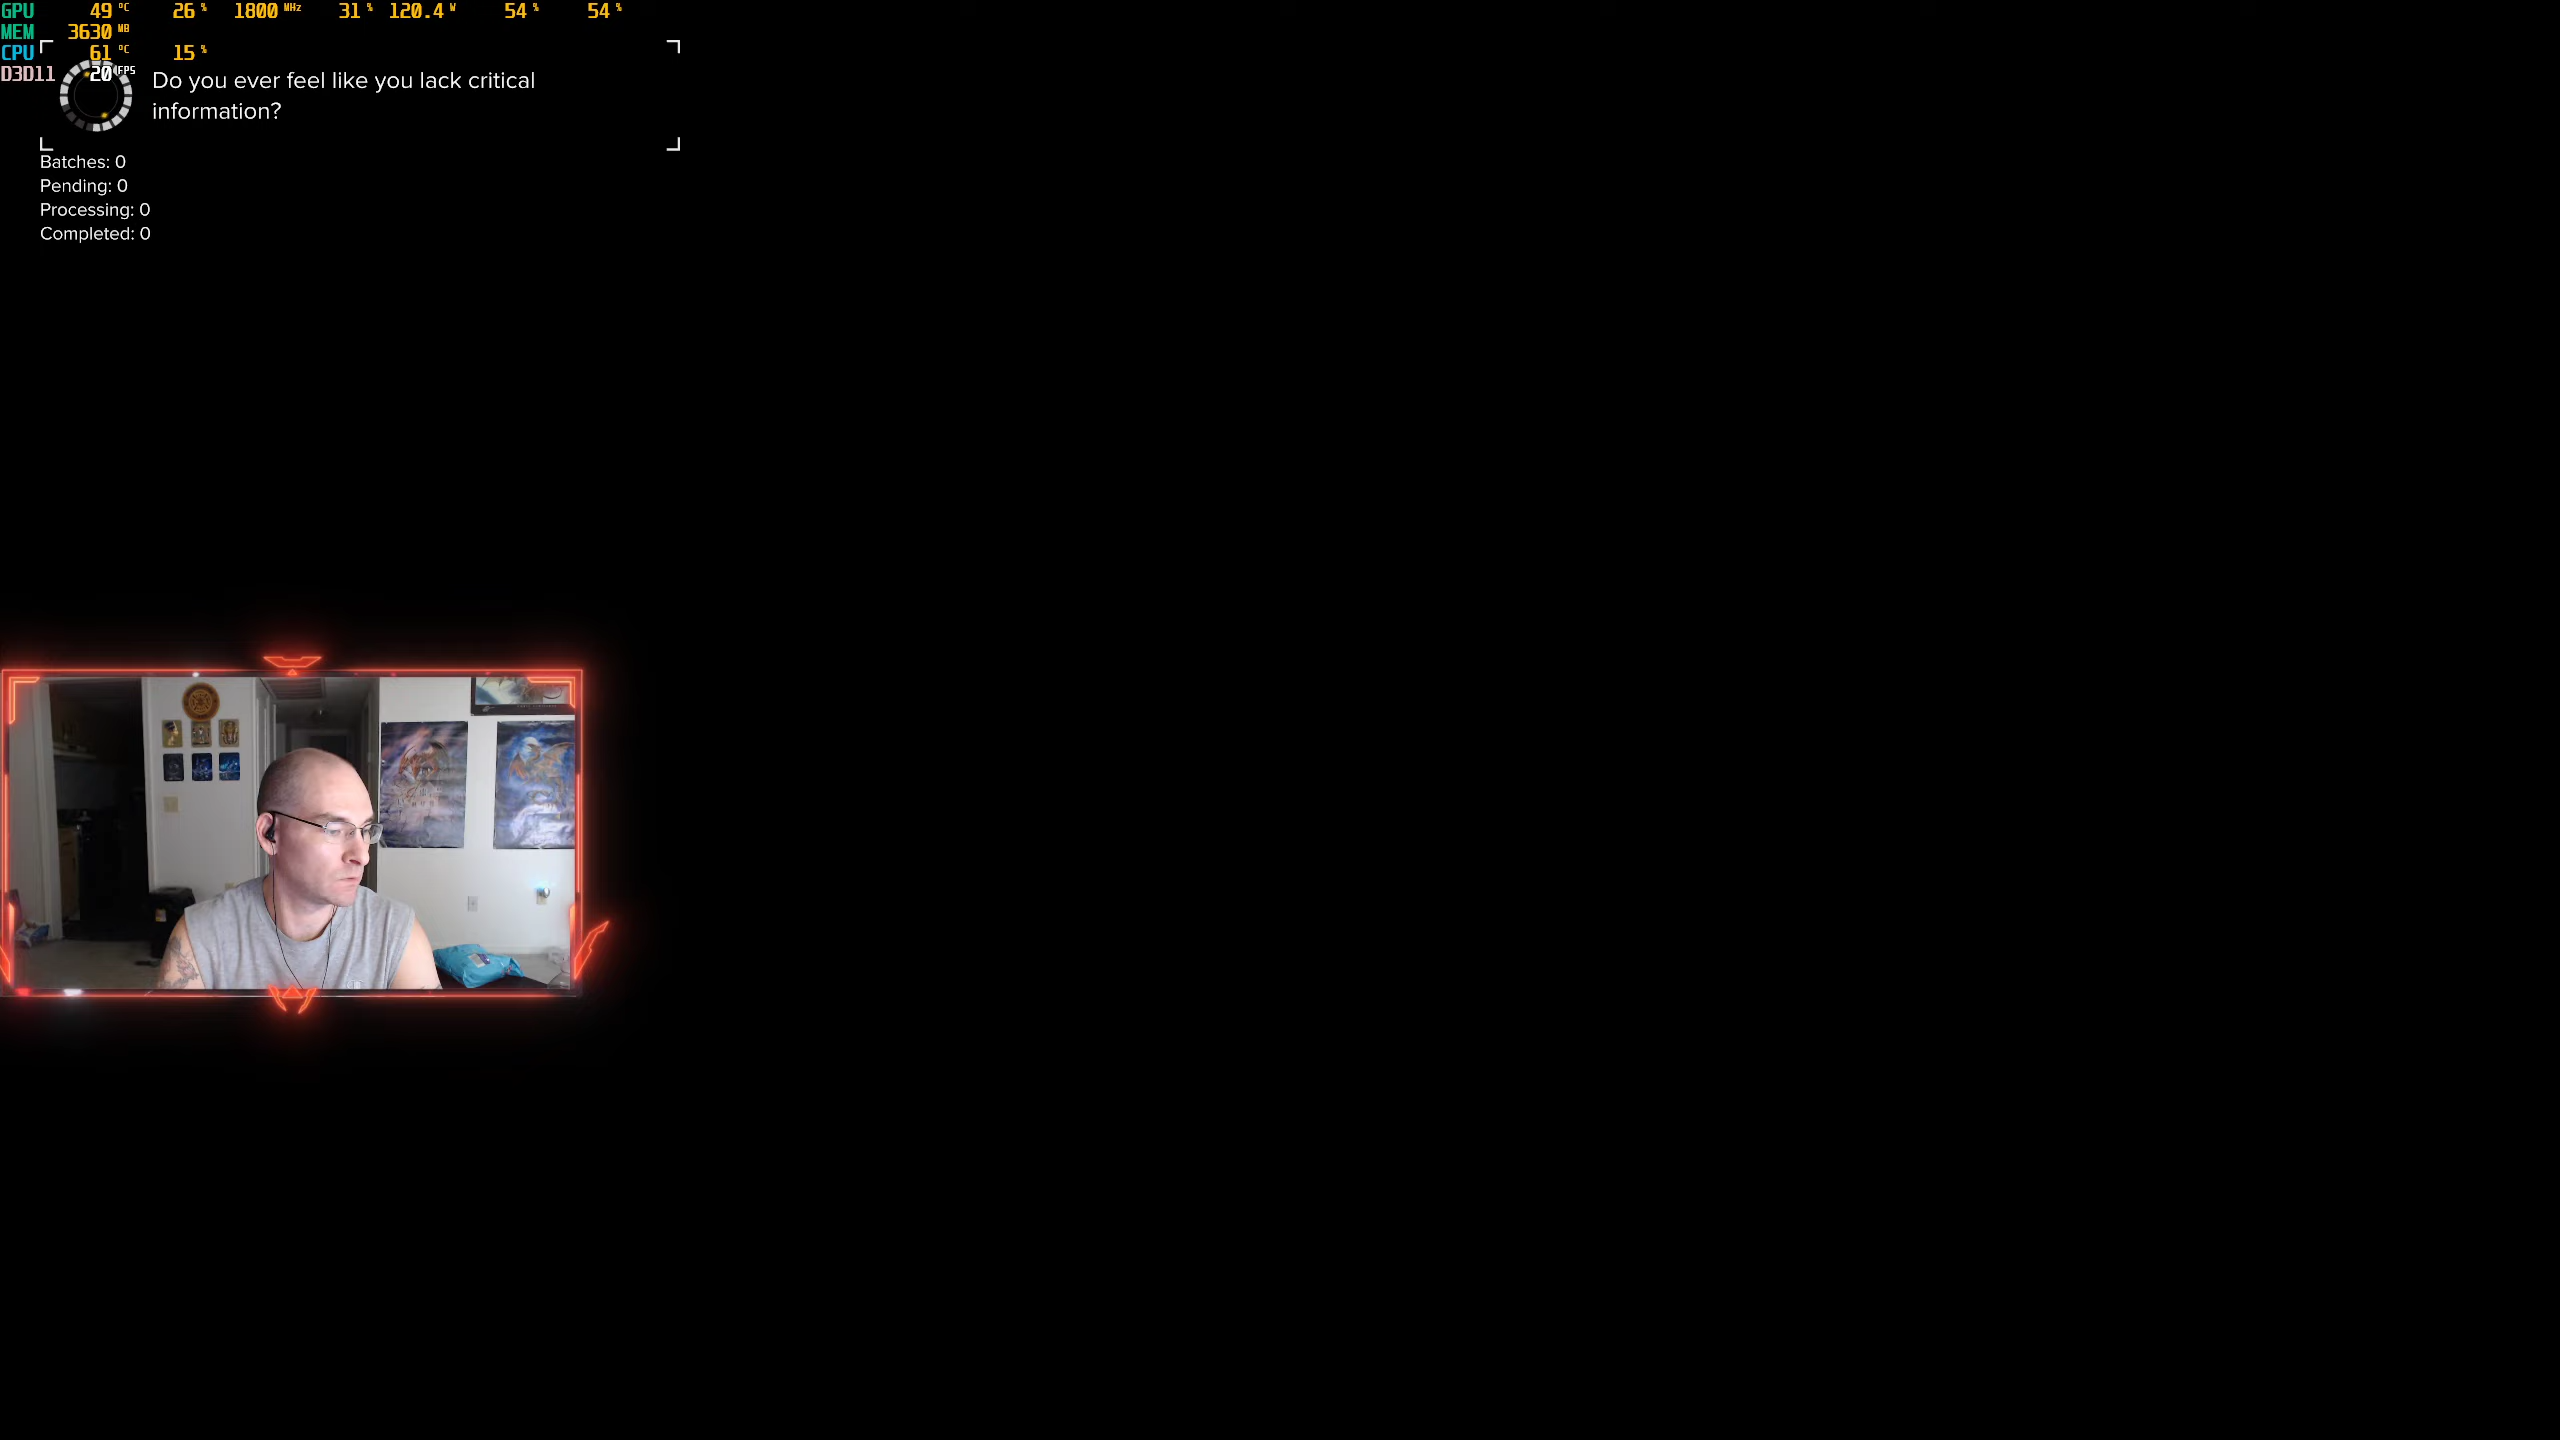 GPU 49 °C 26 % 1800 MHz 31 % 120.4 W 54 % 54 %
MEM 3630 MB
CPU 61 °C 15 %
D3D11 20 FPS
Do you ever feel like you lack critical
information?
Batches: 0
Pending: 0
Processing: 0
Completed: 0